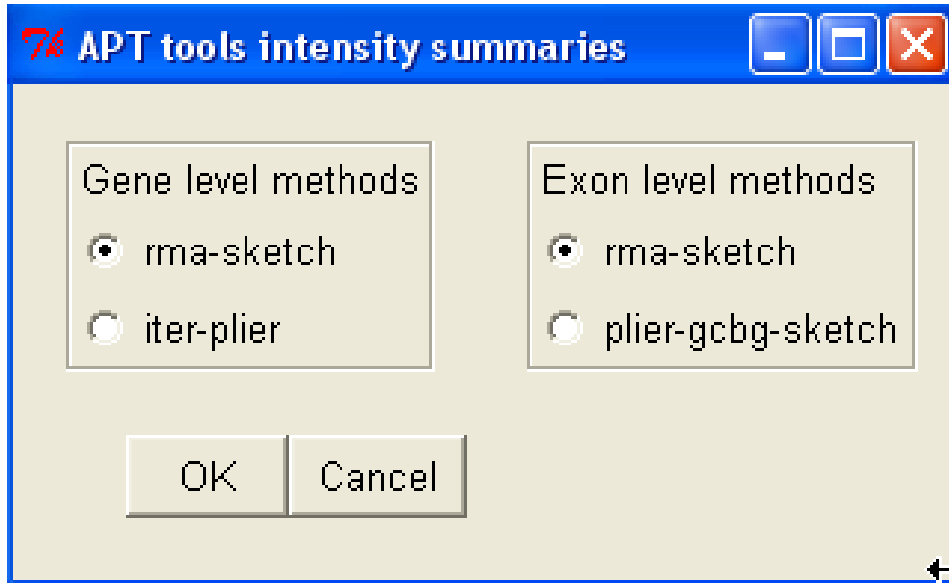 7k APT tools intensity summaries
Gene level methods
rma-sketch
iter-plier
Exon level methods
rma-sketch
plier-gcbg-sketch
OK
Cancel